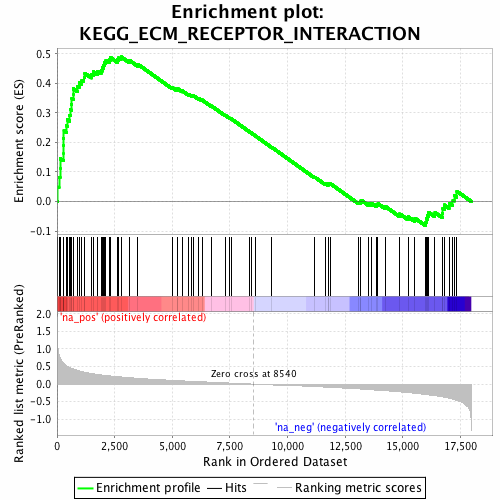 Enrichment plot:
KEGG_ECM_RECEPTOR_INTERACTION
Enrichment score (ES)
0.5
0.4
0.3
0.2
0.1
0.0
-0.1
'na_pos' (positively correlated)
Ranked list metric (PreRanked)
2.0
1.5
1.0
0.5
0.0
-0.5
-1.0
Zero cross at 8540
'na_neg' (negatively correlated)
0 2,500 5,000 7,500 10,000 12,500 15,000 17,500
Rank in Ordered Dataset
Enrichment profile Hits Ranking metric scores